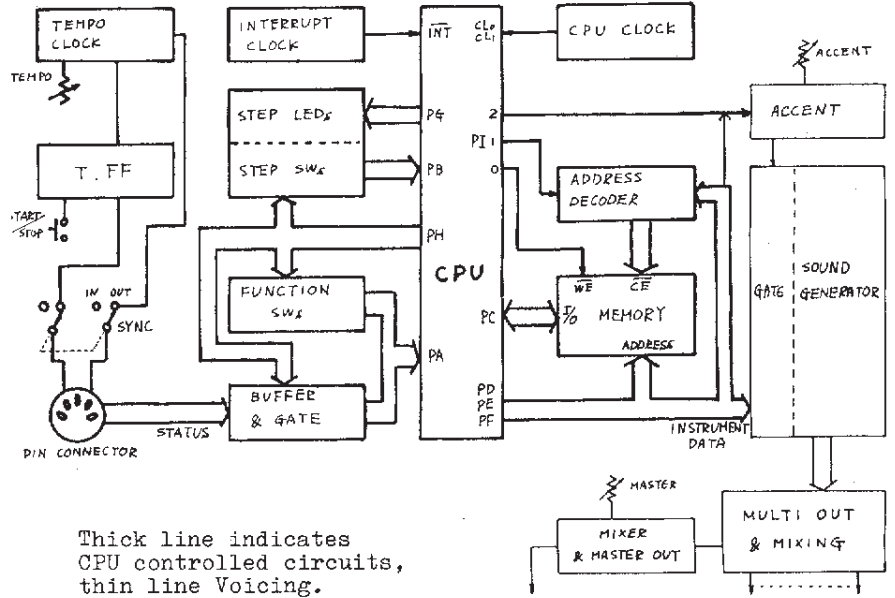 TEMPO
CLOCK
TEMPO
T.FF
START/
STOP
IN OUT
SYNC
PIN CONNECTOR
STATUS
INTERRUPT
CLOCK
STEP LEDs
STEP SWs
FUNCTION
SWs
BUFFER
& GATE
INT
CL0
CL1
PG
PB
PH
CPU
PA
2
PI 1
0
PC
PD
PE
PF
CPU CLOCK
ADDRESS
DECODER
WE
CE
I/O
MEMORY
ADDRESS
ACCENT
ACCENT
GATE
SOUND
GENERATOR
INSTRUMENT
DATA
MASTER
MIXER
& MASTER OUT
MULTI OUT
& MIXING
Thick line indicates
CPU controlled circuits,
thin line Voicing.